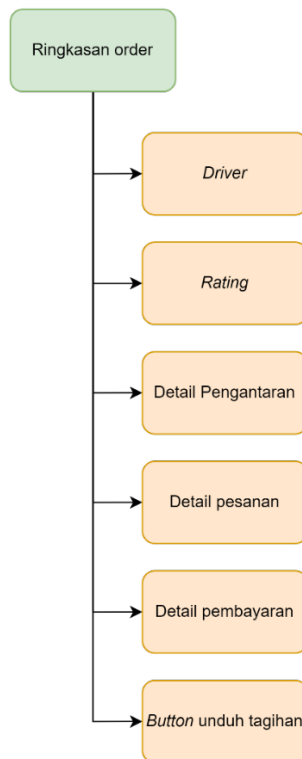 Ringkasan order
Driver
Rating
Detail Pengantaran
Detail pesanan
Detail pembayaran
Button unduh tagihan